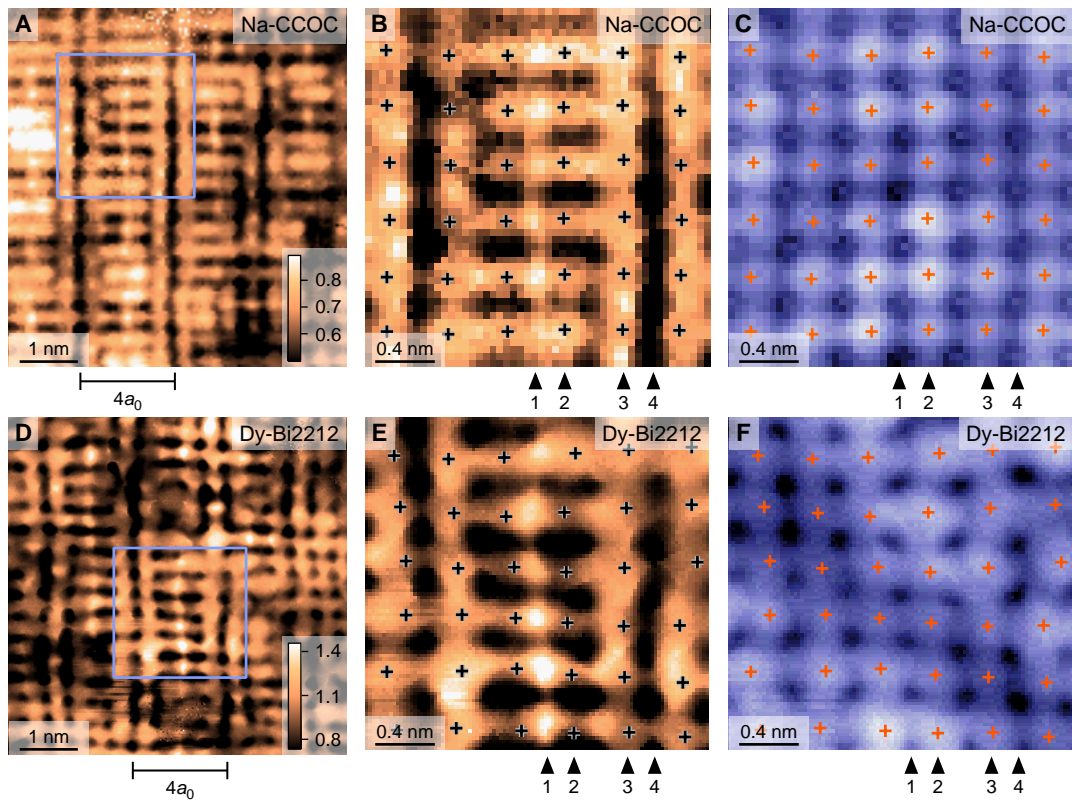 A Na-CCOC
0.8
0.7
0.6
1 nm
4a₀
B Na-CCOC
0.4 nm
1 2 3 4
C Na-CCOC
0.4 nm
1 2 3 4
D Dy-Bi2212
1.4
1.1
0.8
1 nm
4a₀
E Dy-Bi2212
0.4 nm
1 2 3 4
F Dy-Bi2212
0.4 nm
1 2 3 4